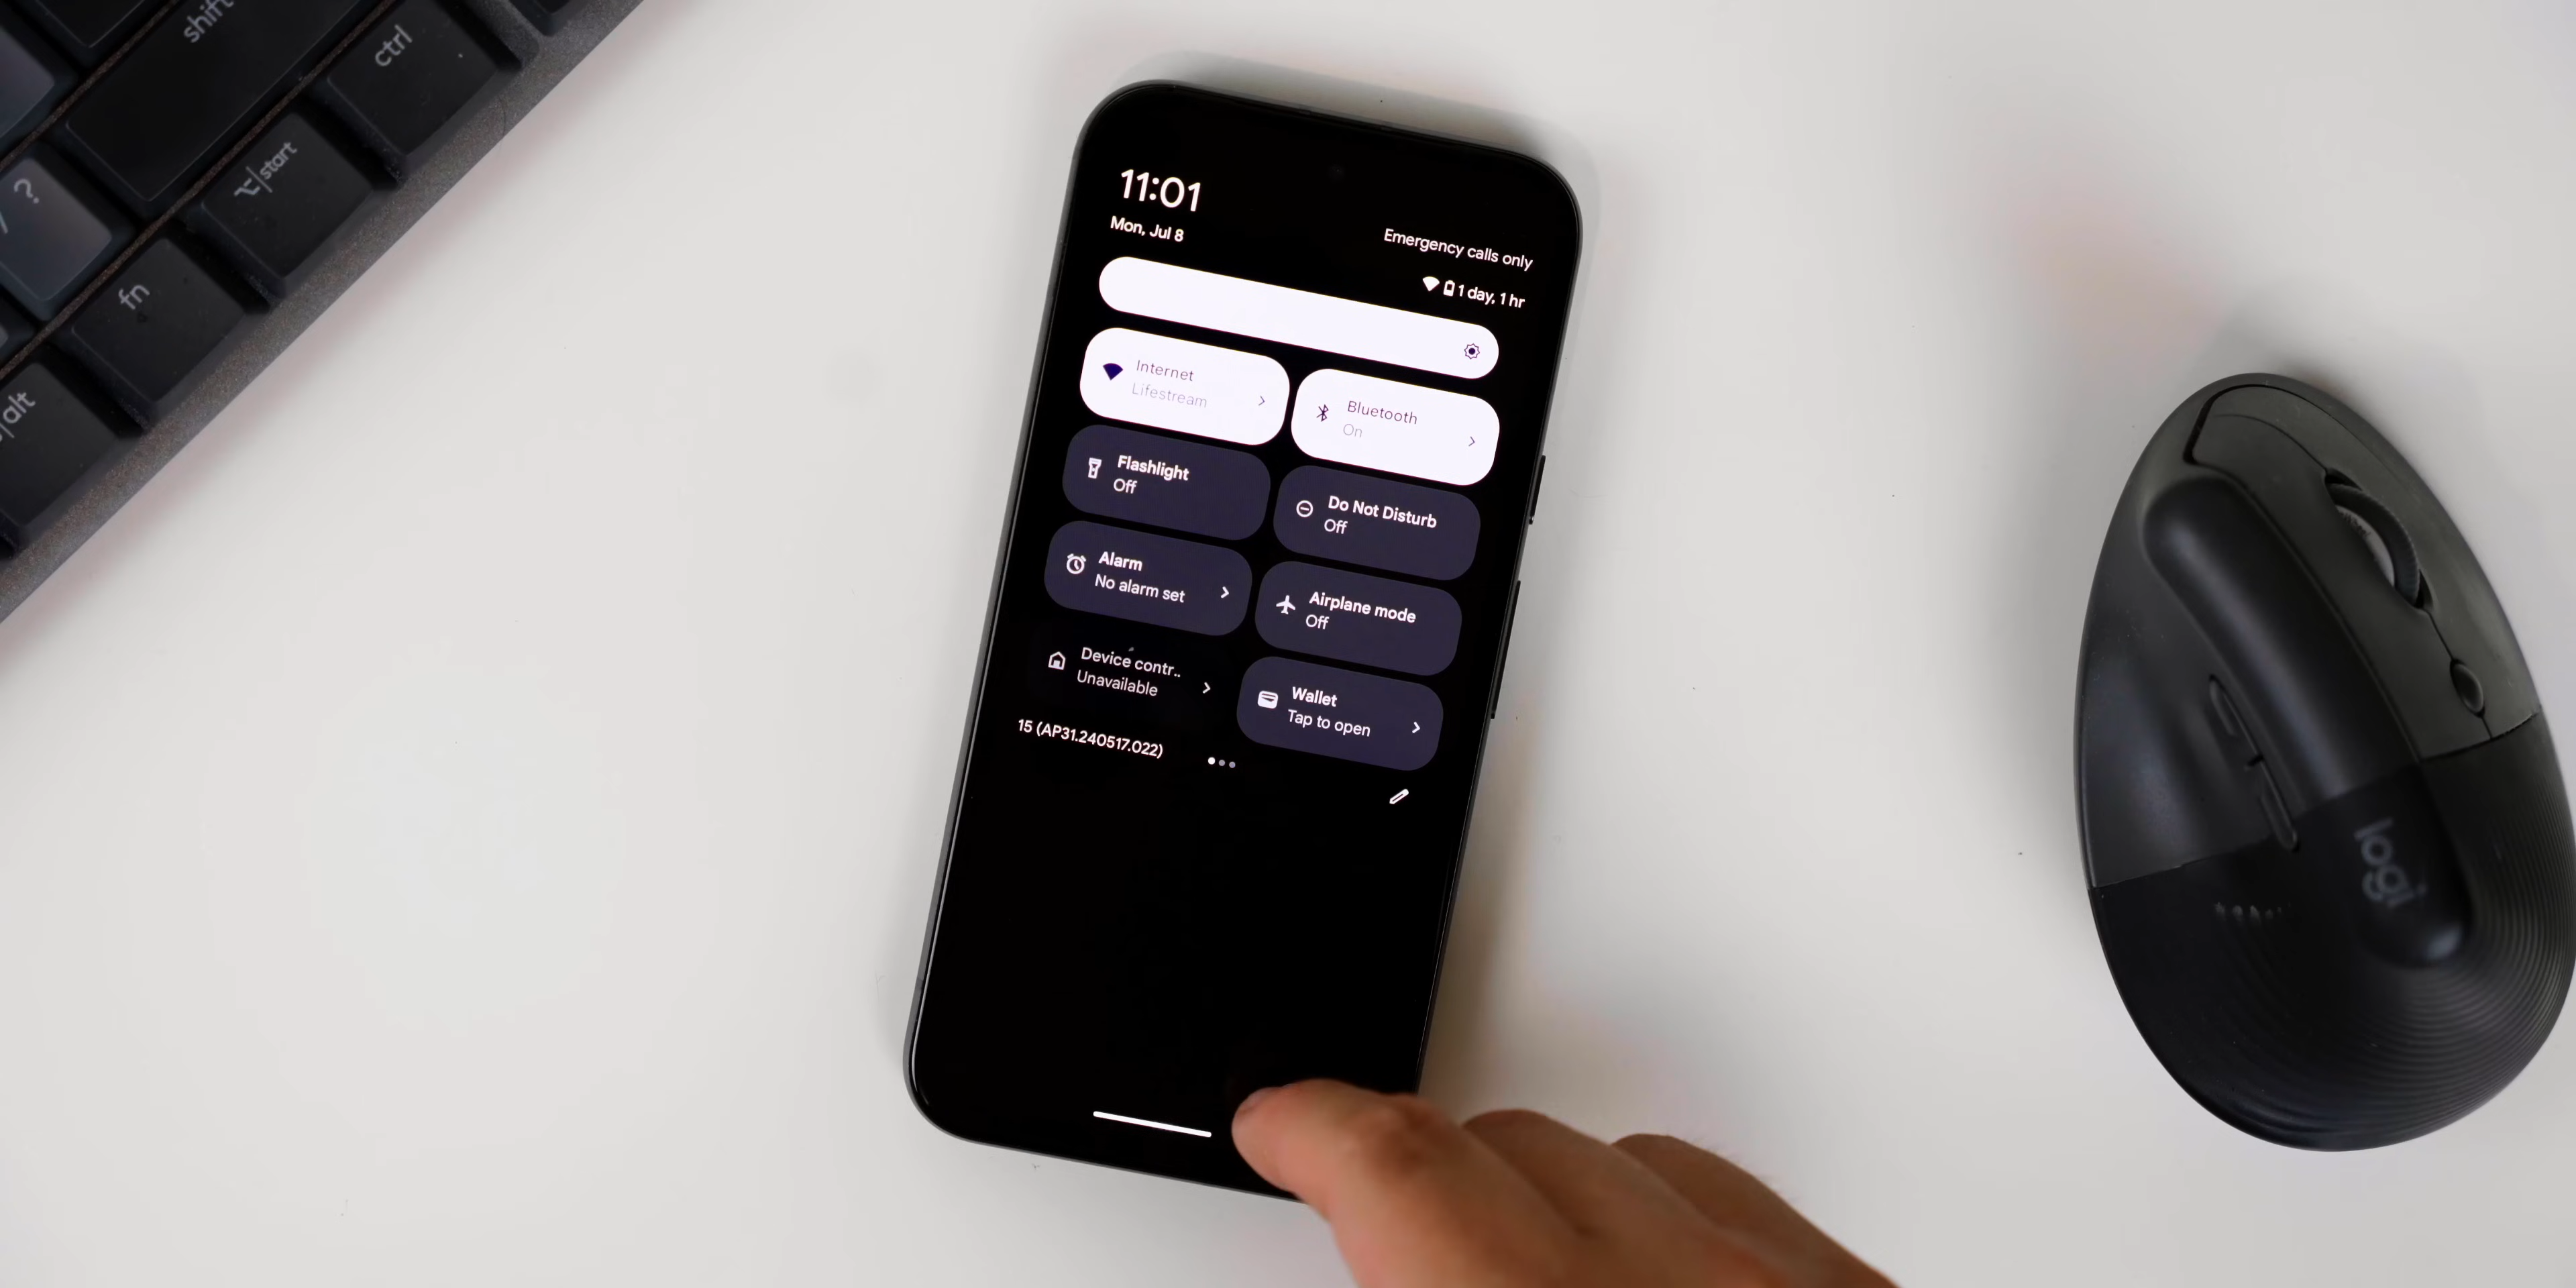 shift
ctrl
⌥|start
/ ?
fn
alt
11:01
Mon, Jul 8
Emergency calls only
1 day, 1 hr
Internet
Lifestream
Bluetooth
On
Flashlight
Off
Do Not Disturb
Off
Alarm
No alarm set
Airplane mode
Off
Device contr..
Unavailable
Wallet
Tap to open
15 (AP31.240517.022)
logi